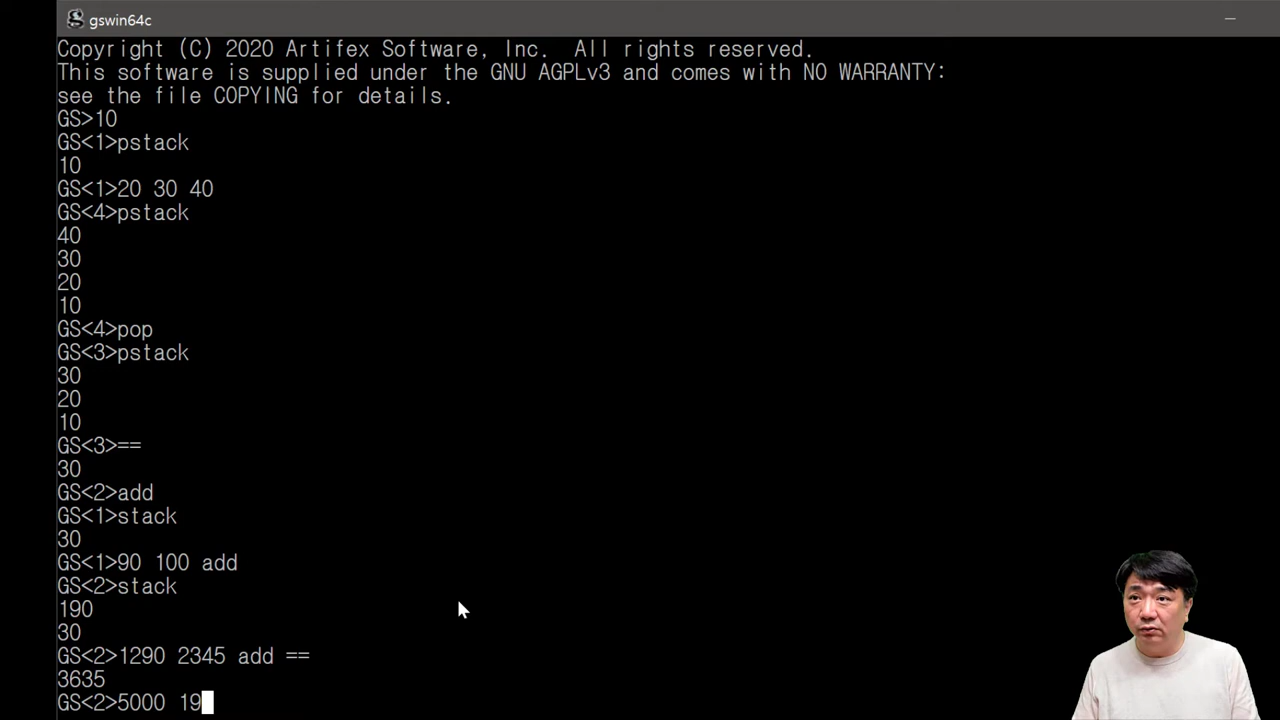 gswin64c
Copyright (C) 2020 Artifex Software, Inc.  All rights reserved.
This software is supplied under the GNU AGPLv3 and comes with NO WARRANTY:
see the file COPYING for details.
GS>10
GS<1>pstack
10
GS<1>20 30 40
GS<4>pstack
40
30
20
10
GS<4>pop
GS<3>pstack
30
20
10
GS<3>==
30
GS<2>add
GS<1>stack
30
GS<1>90 100 add
GS<2>stack
190
30
GS<2>1290 2345 add ==
3635
GS<2>5000 19